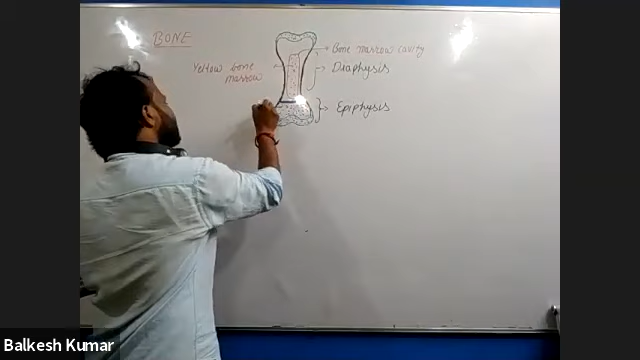 BONE
Bone marrow cavity
Yellow bone
marrow
Diaphysis
Epiphysis
Balkesh Kumar